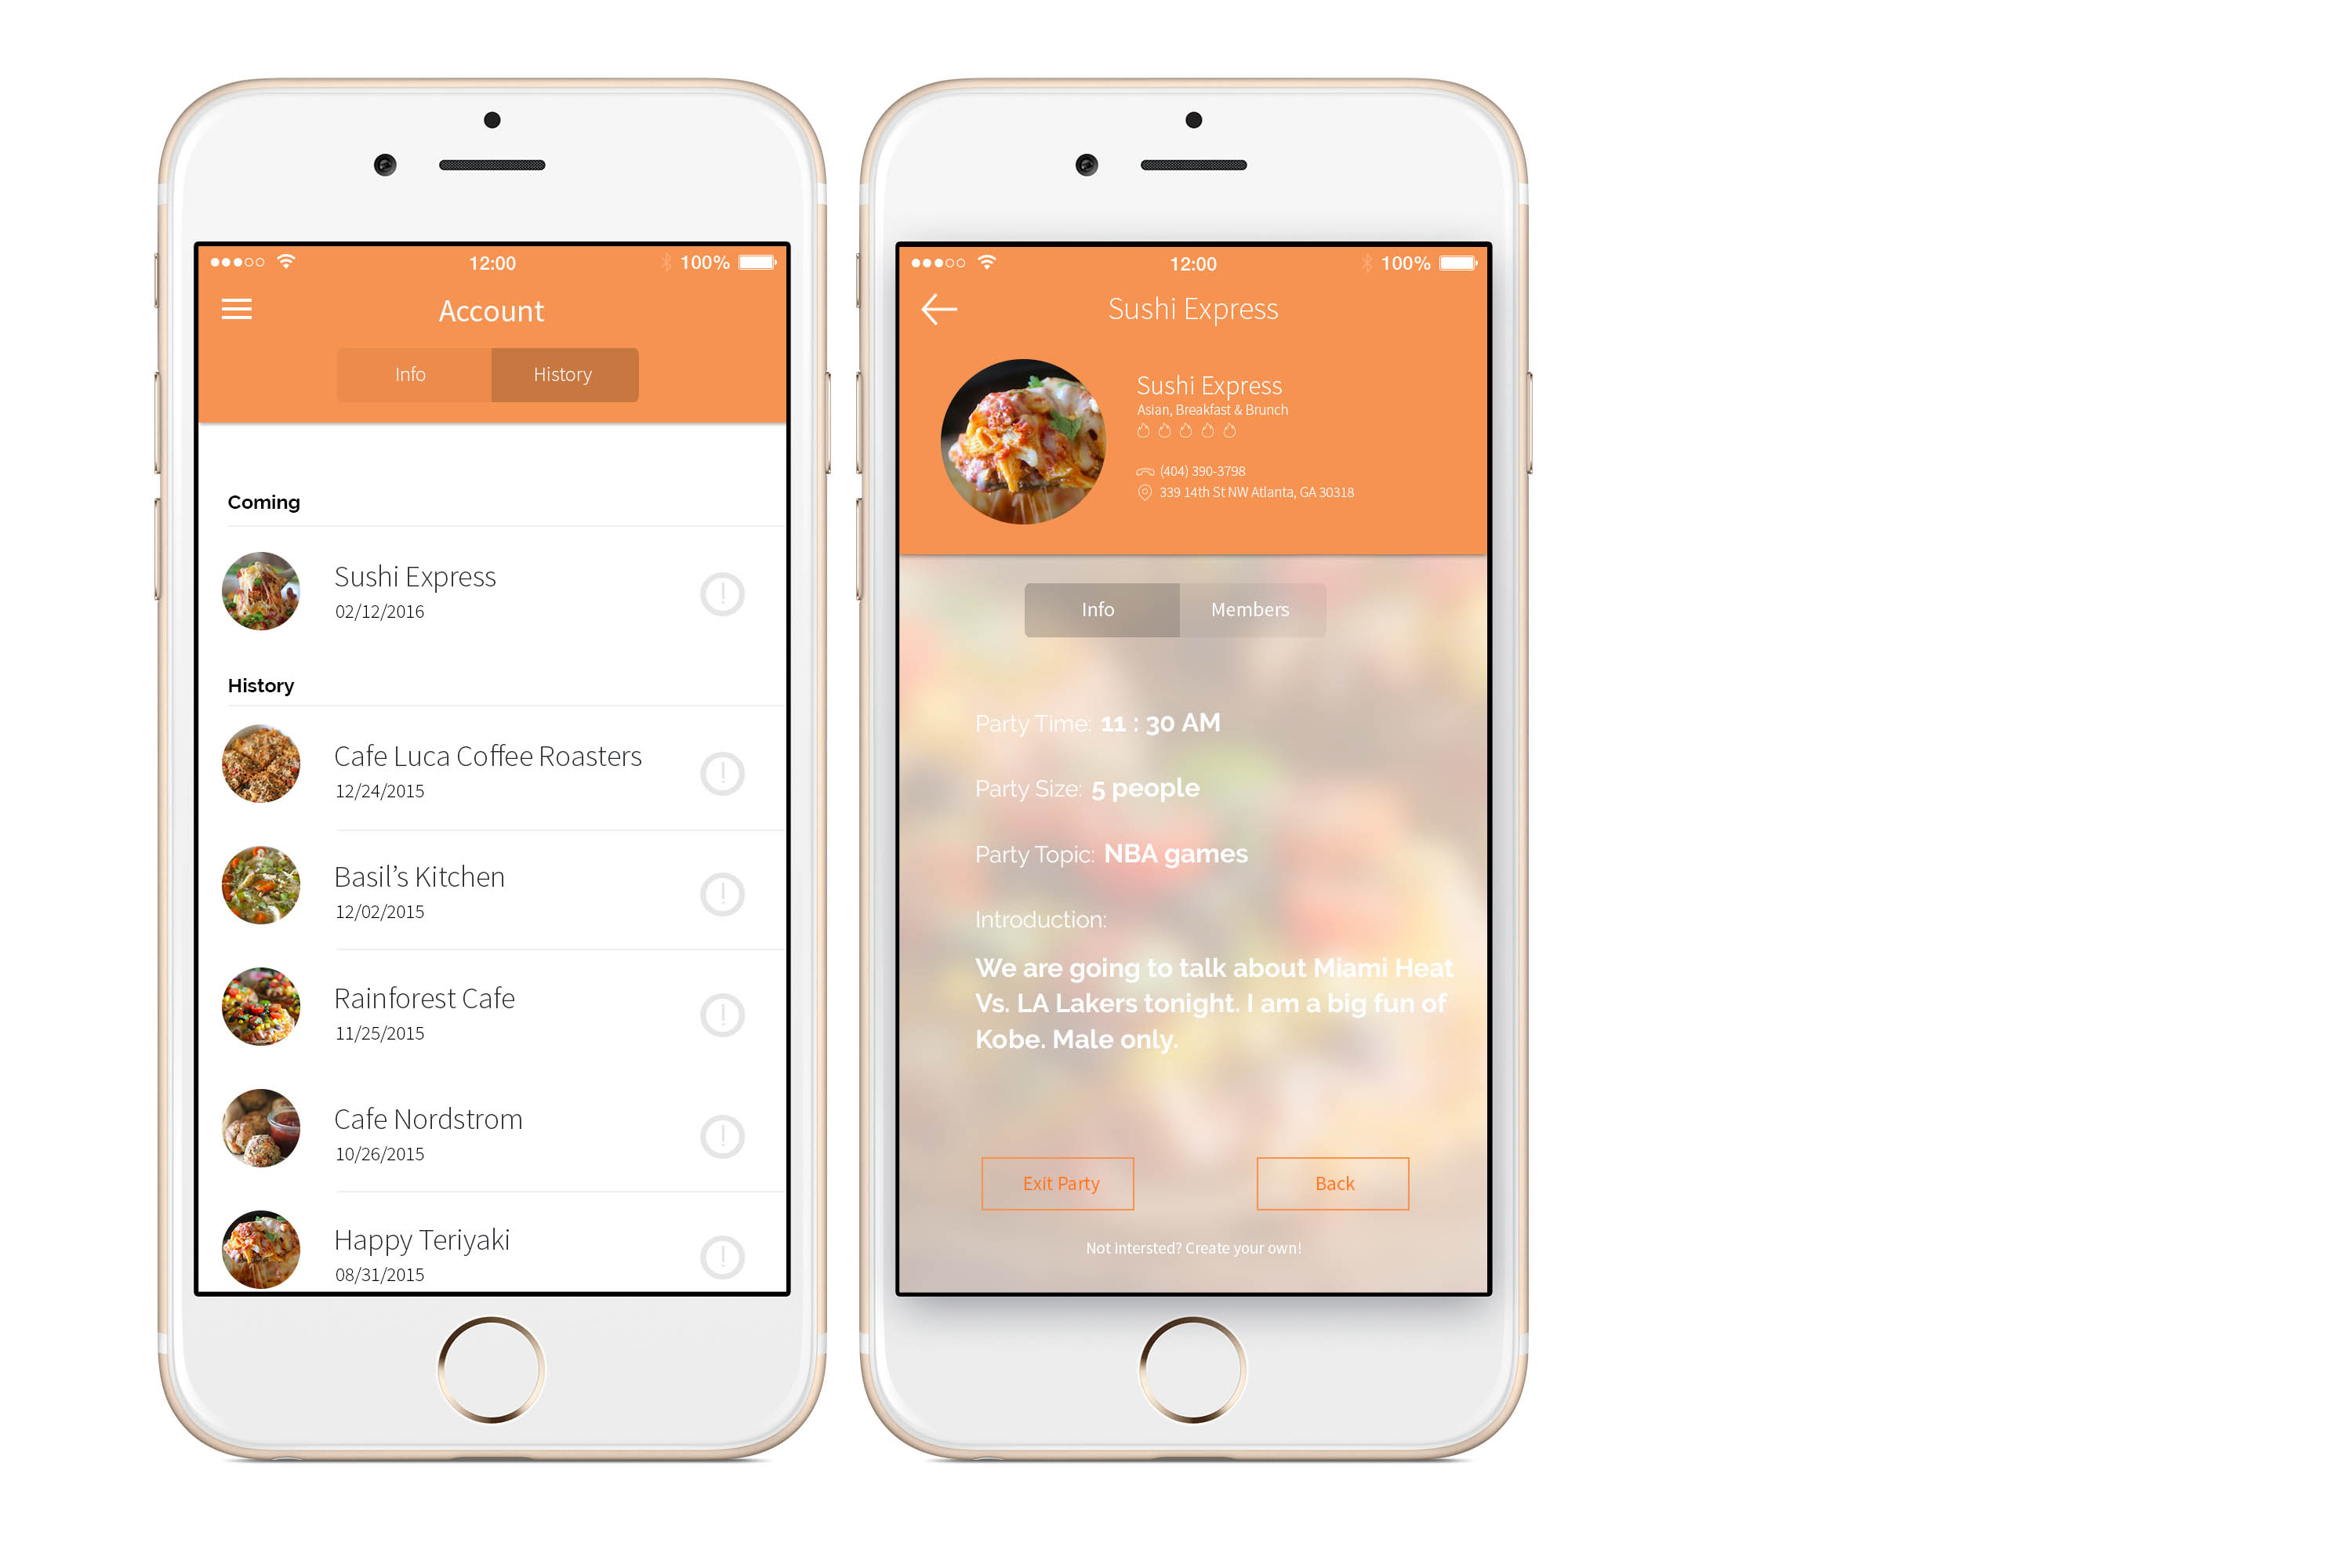 12:00
100%
Account
Info
History
Coming
Sushi Express
02/12/2016
History
Cafe Luca Coffee Roasters
12/24/2015
Basil’s Kitchen
12/02/2015
Rainforest Cafe
11/25/2015
Cafe Nordstrom
10/26/2015
Happy Teriyaki
08/31/2015
12:00
100%
Sushi Express
Sushi Express
Asian, Breakfast & Brunch
(404) 390-3798
339 14th St NW Atlanta, GA 30318
Info
Members
Party Time: 11 : 30 AM
Party Size: 5 people
Party Topic: NBA games
Introduction:
We are going to talk about Miami Heat
Vs. LA Lakers tonight. I am a big fun of
Kobe. Male only.
Exit Party
Back
Not intersted? Create your own!